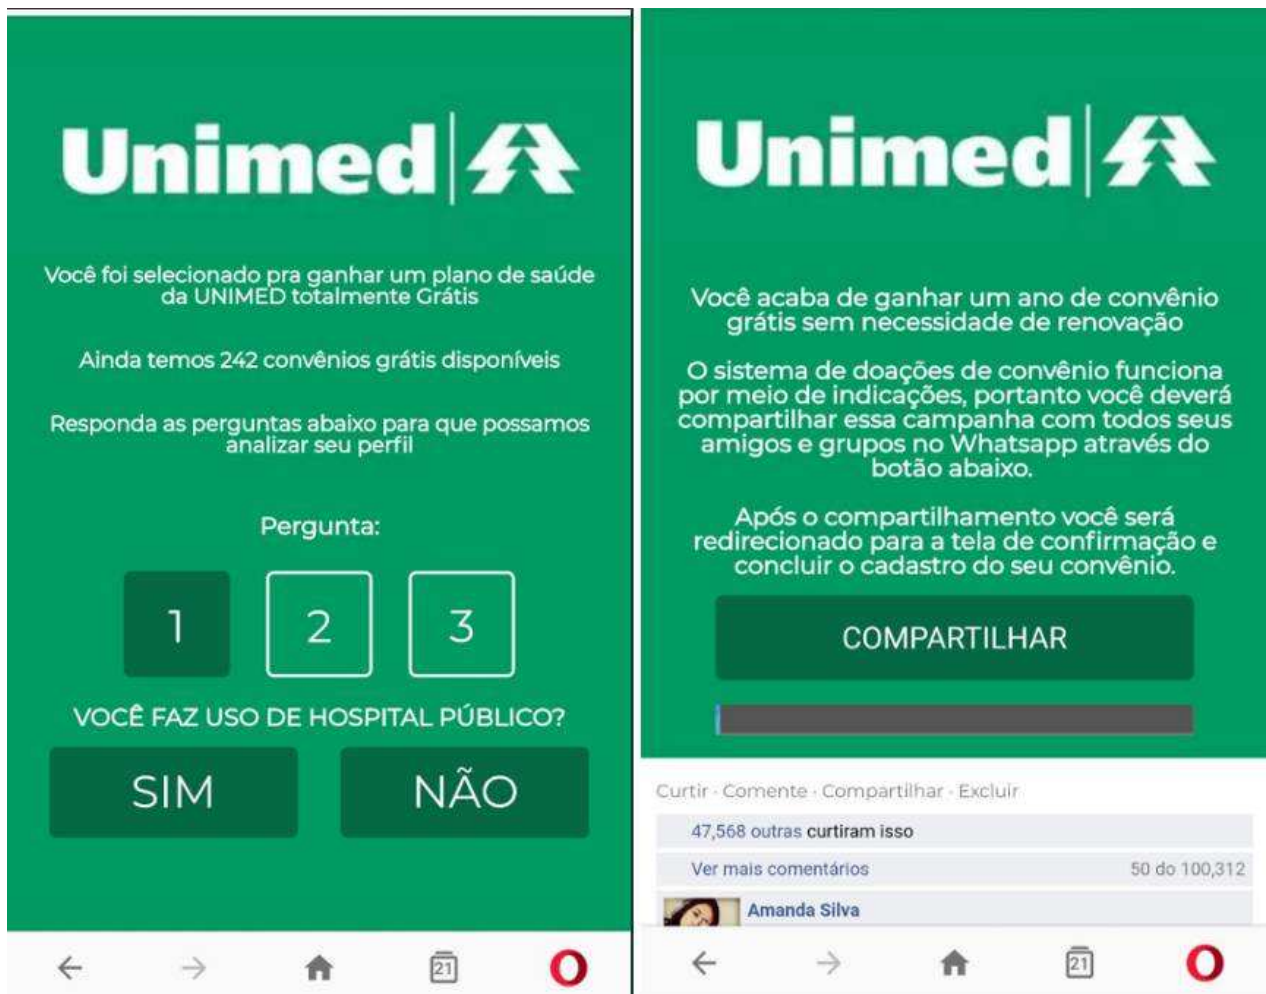 Unimed
Você foi selecionado pra ganhar um plano de saúde
da UNIMED totalmente Grátis
Ainda temos 242 convênios grátis disponíveis
Responda as perguntas abaixo para que possamos
analizar seu perfil
Pergunta:
1 2 3
VOCÊ FAZ USO DE HOSPITAL PÚBLICO?
SIM NÃO
21
Unimed
Você acaba de ganhar um ano de convênio
grátis sem necessidade de renovação
O sistema de doações de convênio funciona
por meio de indicações, portanto você deverá
compartilhar essa campanha com todos seus
amigos e grupos no Whatsapp através do
botão abaixo.
Após o compartilhamento você será
redirecionado para a tela de confirmação e
concluir o cadastro do seu convênio.
COMPARTILHAR
Curtir · Comente · Compartilhar · Excluir
47,568 outras curtiram isso
Ver mais comentários 50 do 100,312
Amanda Silva
21